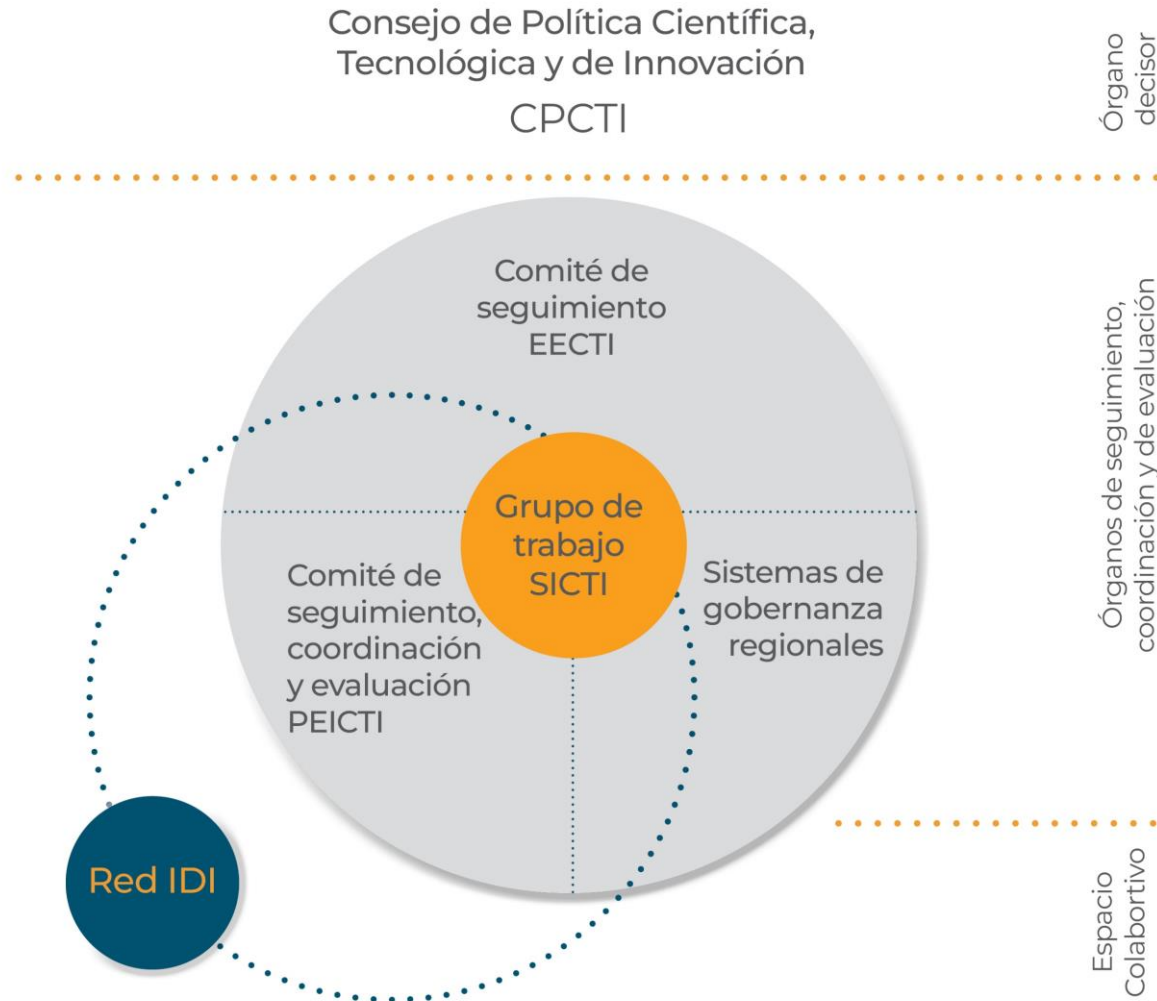 Consejo de Política Científica,
Tecnológica y de Innovación
CPCTI
Órgano
decisor
Comité de
seguimiento
EECTI
Grupo de
trabajo
SICTI
Comité de
seguimiento,
coordinación
y evaluación
PEICTI
Sistemas de
gobernanza
regionales
Órganos de seguimiento,
coordinación y de evaluación
Red IDI
Espacio
Colabortivo